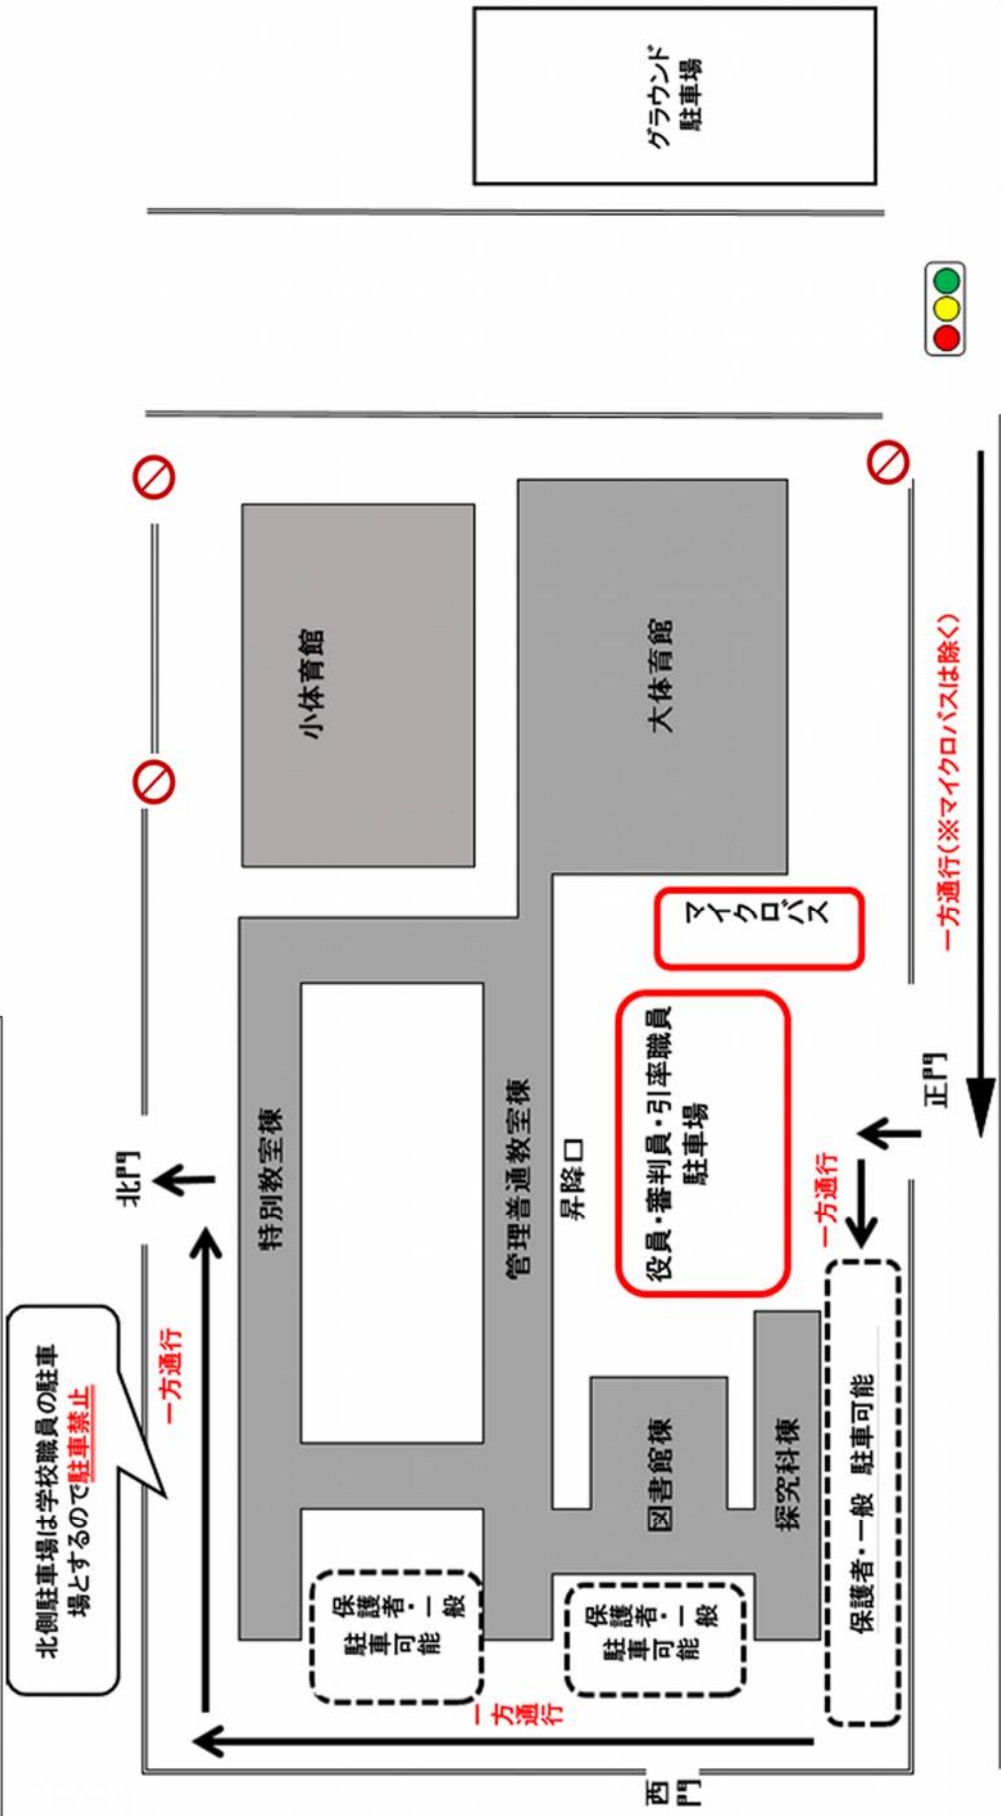 北側駐車場は学校職員の駐車
場とするので駐車禁止
一方通行
北門
特別教室棟
小体育館
グラウンド
駐車場
保護者・一般
駐車可能
一方通行
管理普通教室棟
昇降口
大体育館
保護者・一般
駐車可能
図書館棟
役員・審判員・引率職員
駐車場
マイクロバス
西門
探究科棟
一方通行
保護者・一般 駐車可能
正門
一方通行(※マイクロバスは除く)